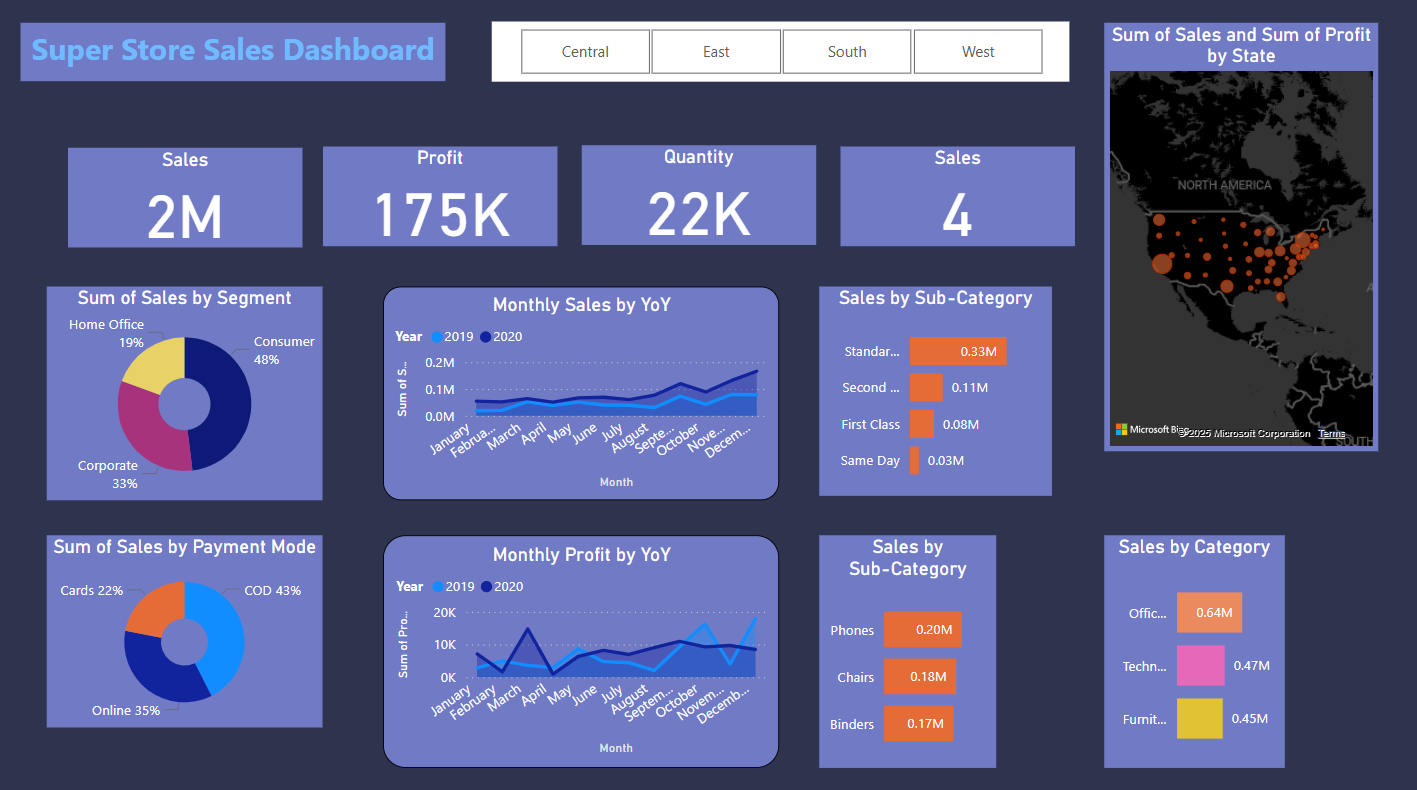 Super Store Sales Dashboard
Central
East
South
West
Sum of Sales and Sum of Profit
by State
NORTH AMERICA
Microsoft Bing
©2025 Microsoft Corporation
Terms
SOUTH
Sales
2M
Profit
175K
Quantity
22K
Sales
4
Sum of Sales by Segment
Home Office
19%
Consumer
48%
Corporate
33%
Monthly Sales by YoY
Year
2019
2020
Sum of S...
0.2M
0.1M
0.0M
January
Februa...
March
April
May
June
July
August
Septe...
October
Nove...
Decem...
Month
Sales by Sub-Category
Standar...
0.33M
Second ...
0.11M
First Class
0.08M
Same Day
0.03M
Sum of Sales by Payment Mode
Cards 22%
COD 43%
Online 35%
Monthly Profit by YoY
Year
2019
2020
Sum of Pro...
20K
10K
0K
January
February
March
April
May
June
July
August
Septem...
October
Novem...
Decemb...
Month
Sales by
Sub-Category
Phones
0.20M
Chairs
0.18M
Binders
0.17M
Sales by Category
Offic...
0.64M
Techn...
0.47M
Furnit...
0.45M